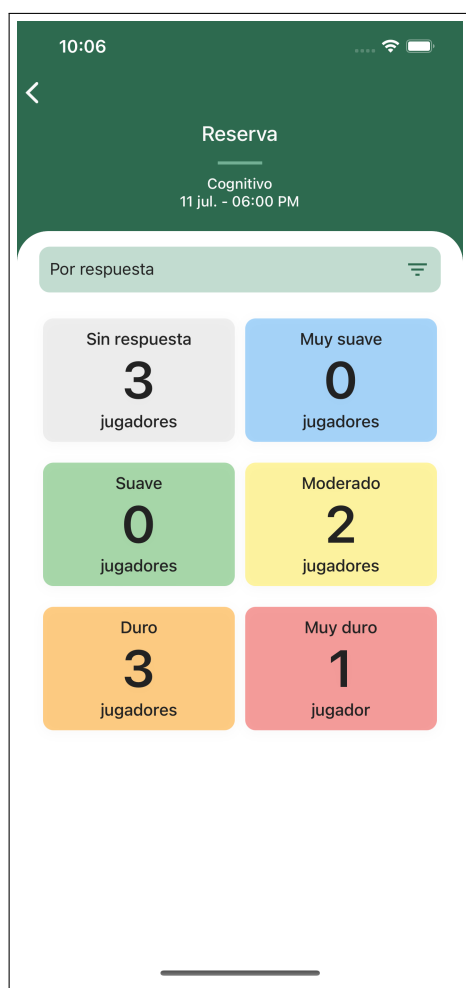 10:06
Reserva
Cognitivo
11 jul. - 06:00 PM
Por respuesta
Sin respuesta
3
jugadores
Muy suave
0
jugadores
Suave
0
jugadores
Moderado
2
jugadores
Duro
3
jugadores
Muy duro
1
jugador